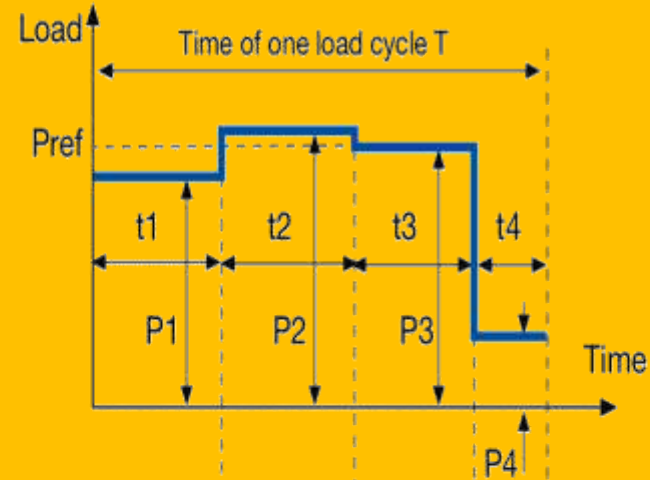 Load
Time of one load cycle T
Pref
t1 t2 t3 t4
P1 P2 P3
Time
P4